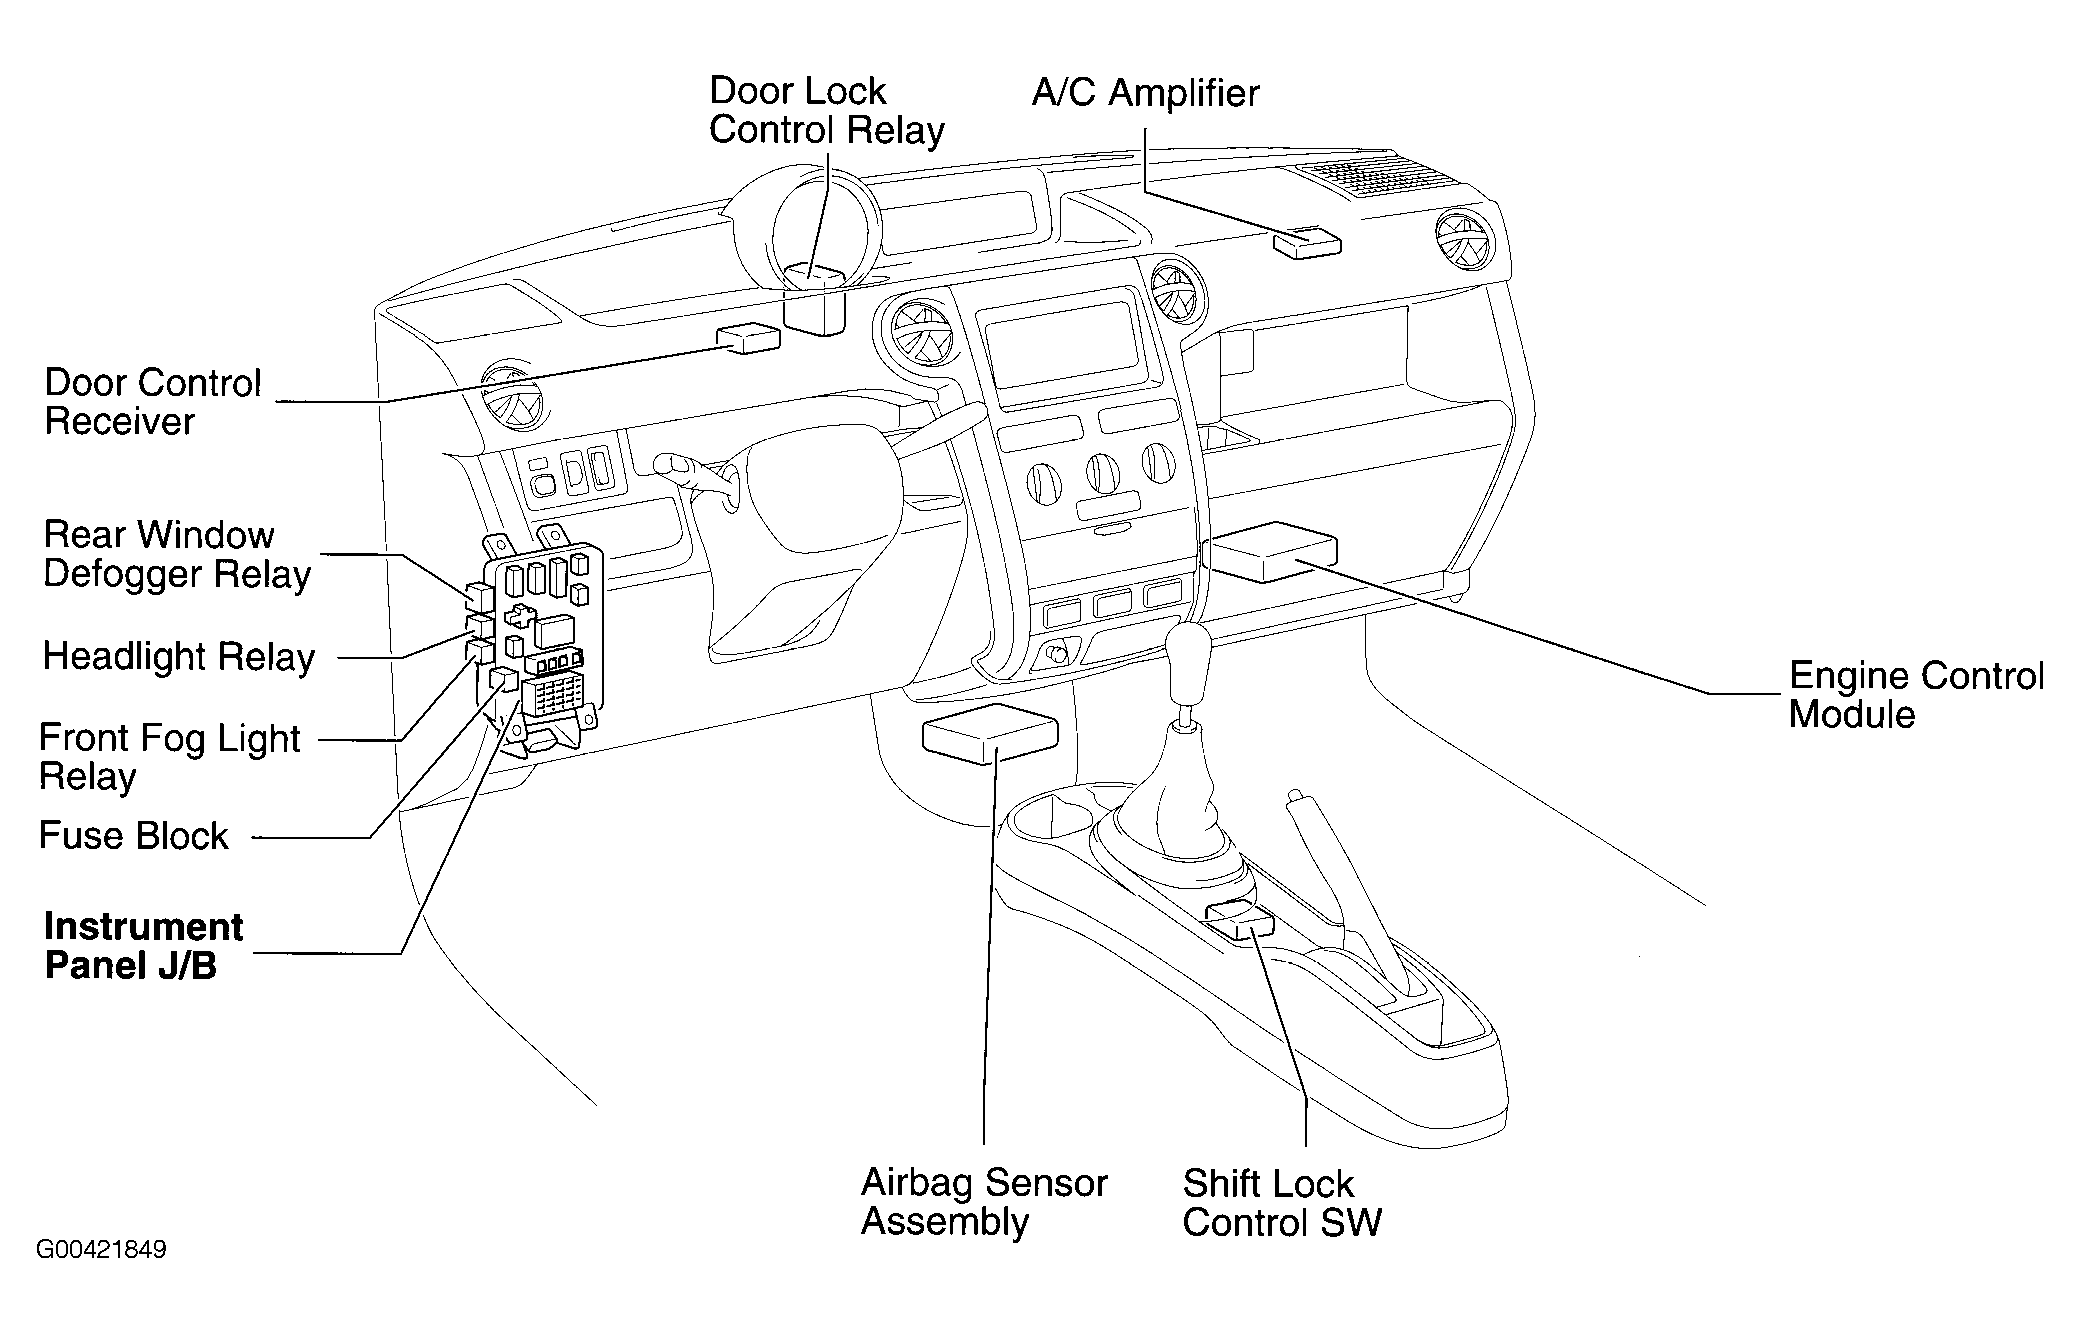 Door Lock
Control Relay
A/C Amplifier
Door Control
Receiver
Rear Window
Defogger Relay
Headlight Relay
Front Fog Light
Relay
Fuse Block
Instrument
Panel J/B
Engine Control
Module
Airbag Sensor
Assembly
Shift Lock
Control SW
G00421849